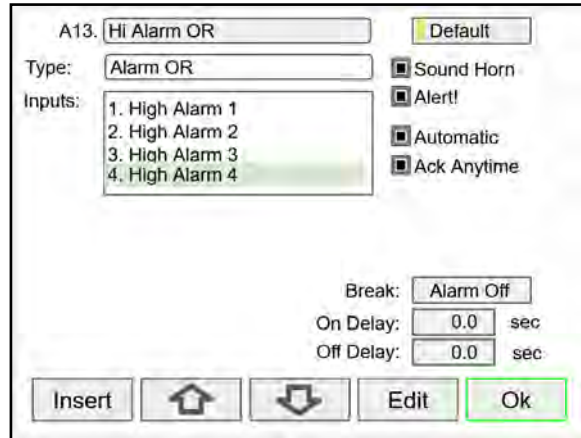 A13. Hi Alarm OR Default
Type: Alarm OR
Sound Horn
Inputs:
Alert!
1. High Alarm 1
2. High Alarm 2
Automatic
3. High Alarm 3
4. High Alarm 4
Ack Anytime
Break: Alarm Off
On Delay: 0.0 sec
Off Delay: 0.0 sec
Insert Edit Ok